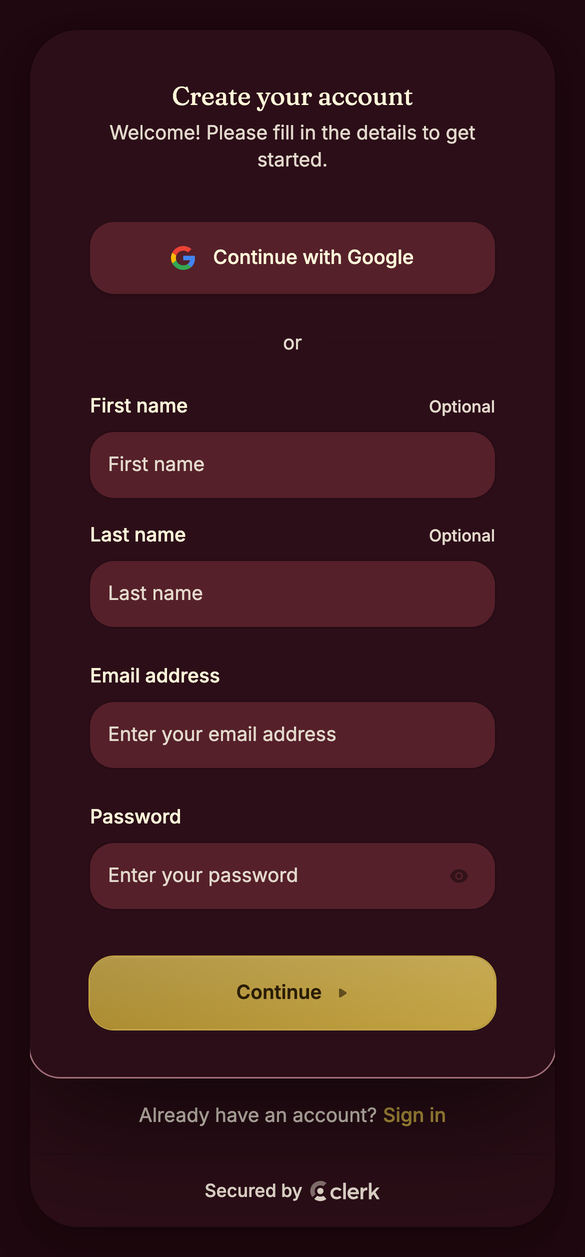 Create your account
Welcome! Please fill in the details to get
started.
Continue with Google
or
First name Optional
First name
Last name Optional
Last name
Email address
Enter your email address
Password
Enter your password
Continue
Already have an account? Sign in
Secured by clerk